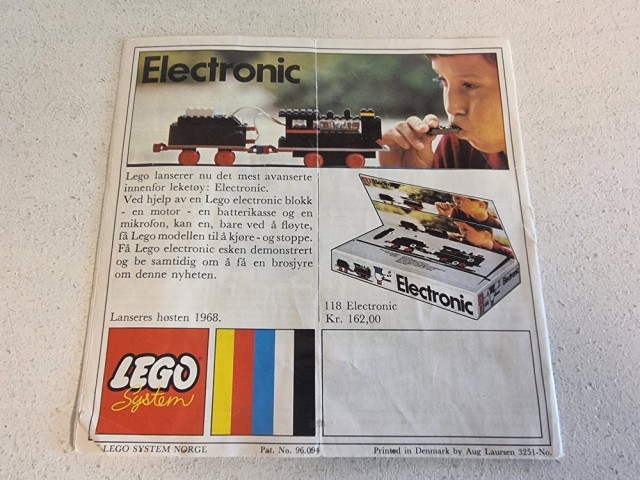 Electronic
Lego lanserer nu det mest avanserte
innenfor leketøy: Electronic.
Ved hjelp av en Lego electronic blokk
- en motor - en batterikasse og en
mikrofon, kan en, bare ved å fløyte,
få Lego modellen til å kjøre - og stoppe.
Få Lego electronic esken demonstrert
og be samtidig om å få en brosjyre
om denne nyheten.
Lanseres høsten 1968.
Electronic
118 Electronic
Kr. 162,00
LEGO
System
LEGO SYSTEM NORGE Pat. No. 96.094 Printed in Denmark by Aug Laursen 3251-No.